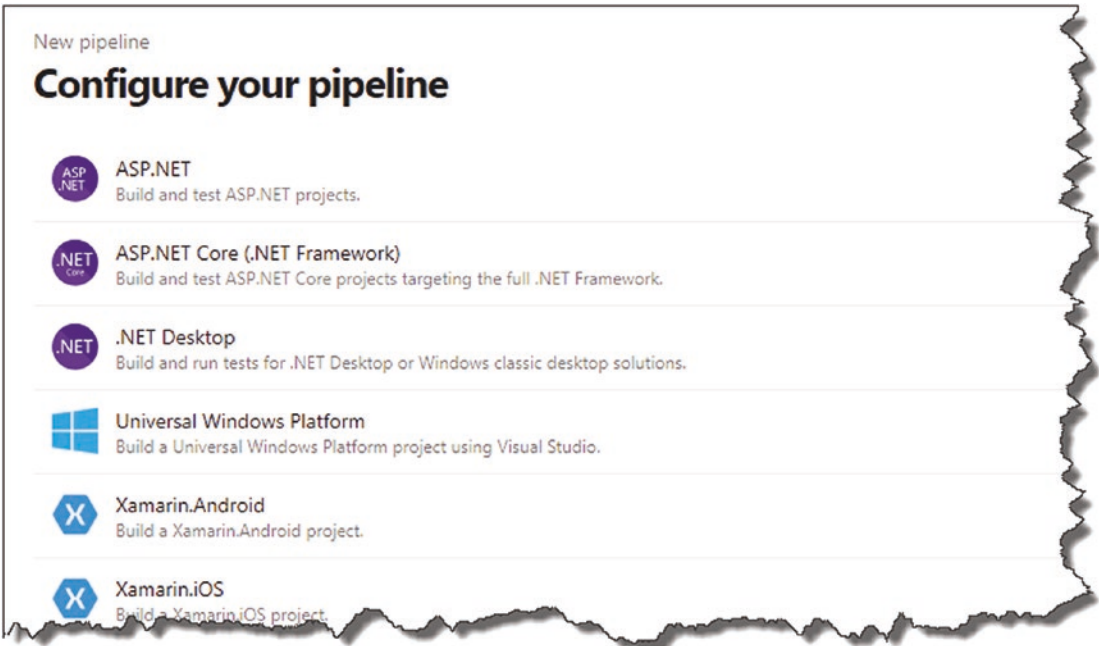 New pipeline
Configure your pipeline
ASP
.NET
ASP.NET
Build and test ASP.NET projects.
.NET
Core
ASP.NET Core (.NET Framework)
Build and test ASP.NET Core projects targeting the full .NET Framework.
.NET
.NET Desktop
Build and run tests for .NET Desktop or Windows classic desktop solutions.
Universal Windows Platform
Build a Universal Windows Platform project using Visual Studio.
X
Xamarin.Android
Build a Xamarin.Android project.
X
Xamarin.iOS
Build a Xamarin.iOS project.